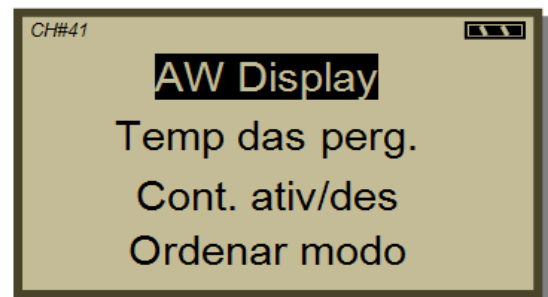 CH#41
AW Display
Temp das perg.
Cont. ativ/des
Ordenar modo